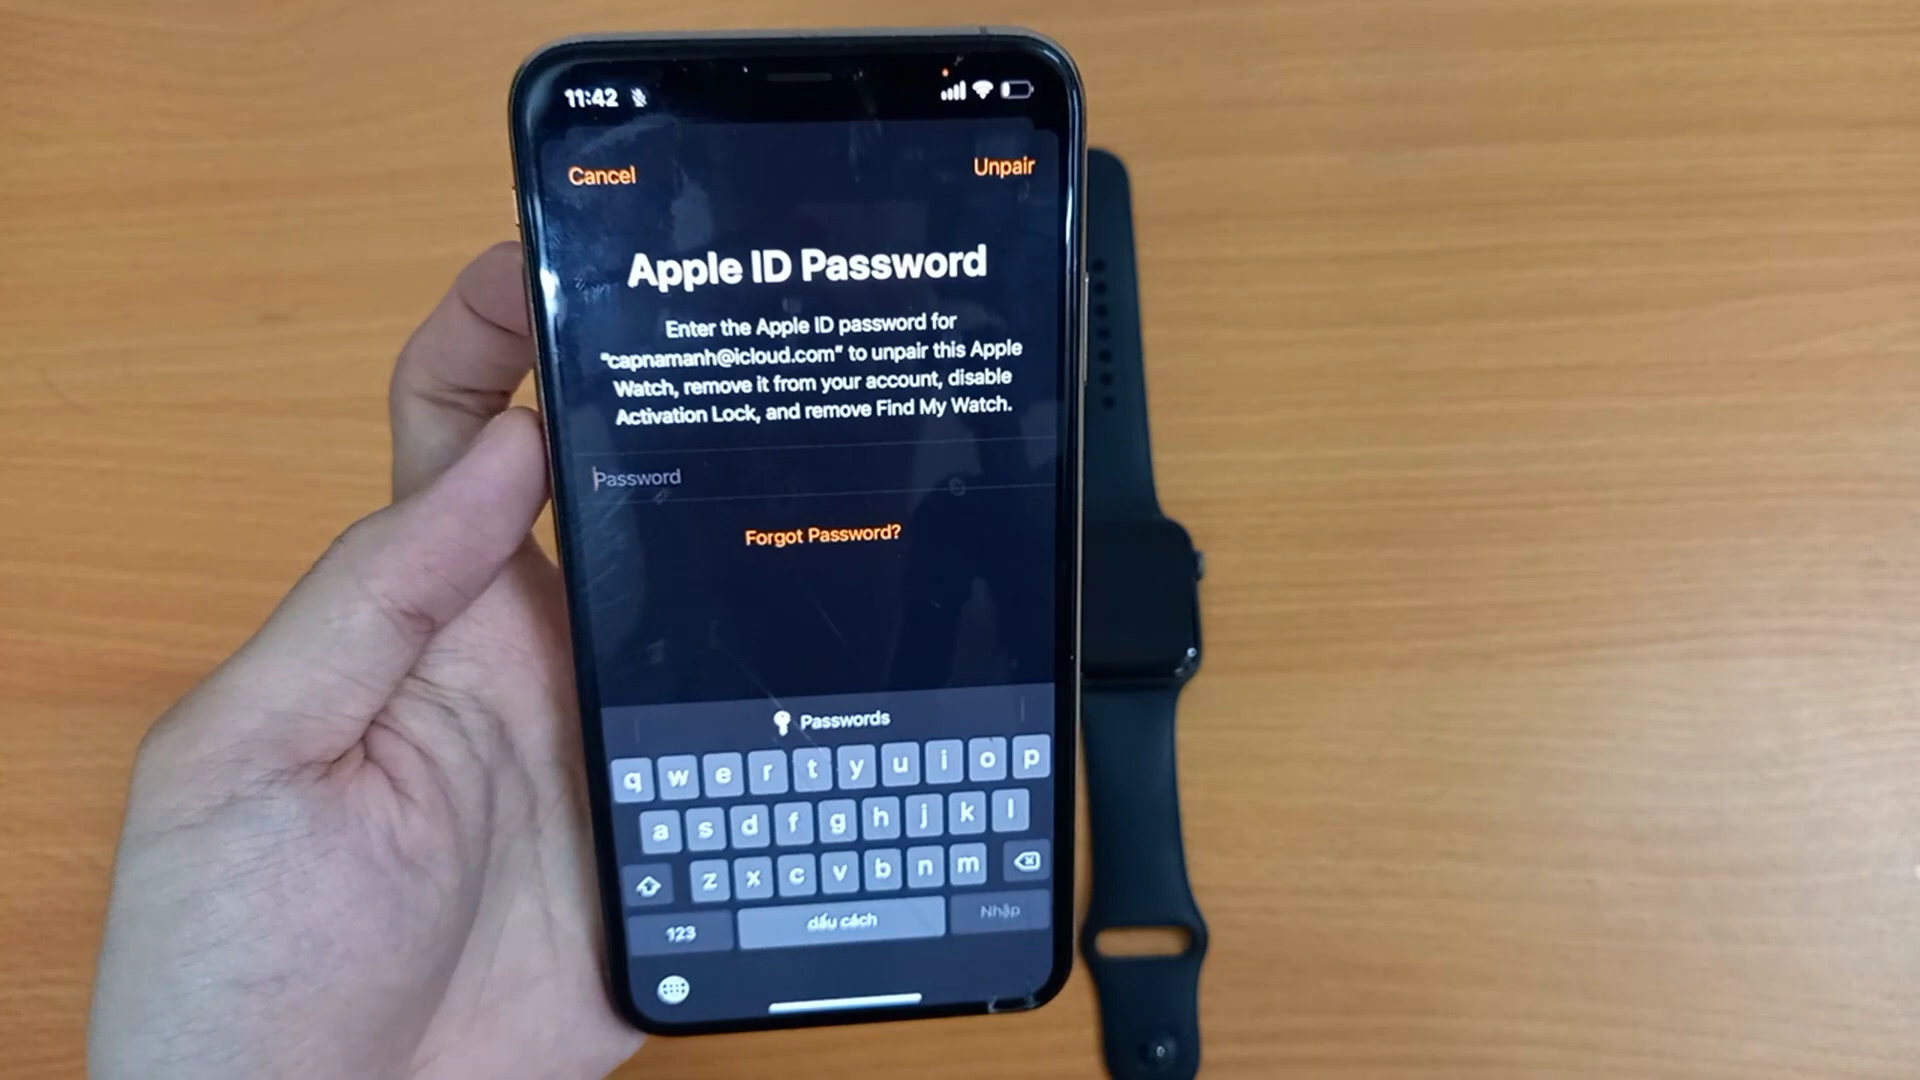 11:42
Cancel
Unpair
Apple ID Password
Enter the Apple ID password for
"capnamanh@icloud.com" to unpair this Apple
Watch, remove it from your account, disable
Activation Lock, and remove Find My Watch.
Password
Forgot Password?
Passwords
q w e r t y u i o p
a s d f g h j k l
z x c v b n m
123 dấu cách Nhập